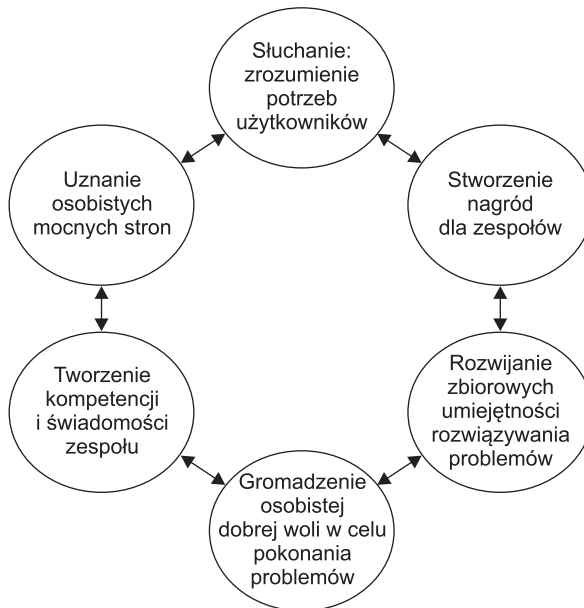 Słuchanie:
zrozumienie
potrzeb
użytkowników
Uznanie
osobistych
mocnych stron
Stworzenie
nagród
dla zespołów
Tworzenie
kompetencji
i świadomości
zespołu
Rozwijanie
zbiorowych
umiejętności
rozwiązywania
problemów
Gromadzenie
osobistej
dobrej woli w celu
pokonania
problemów